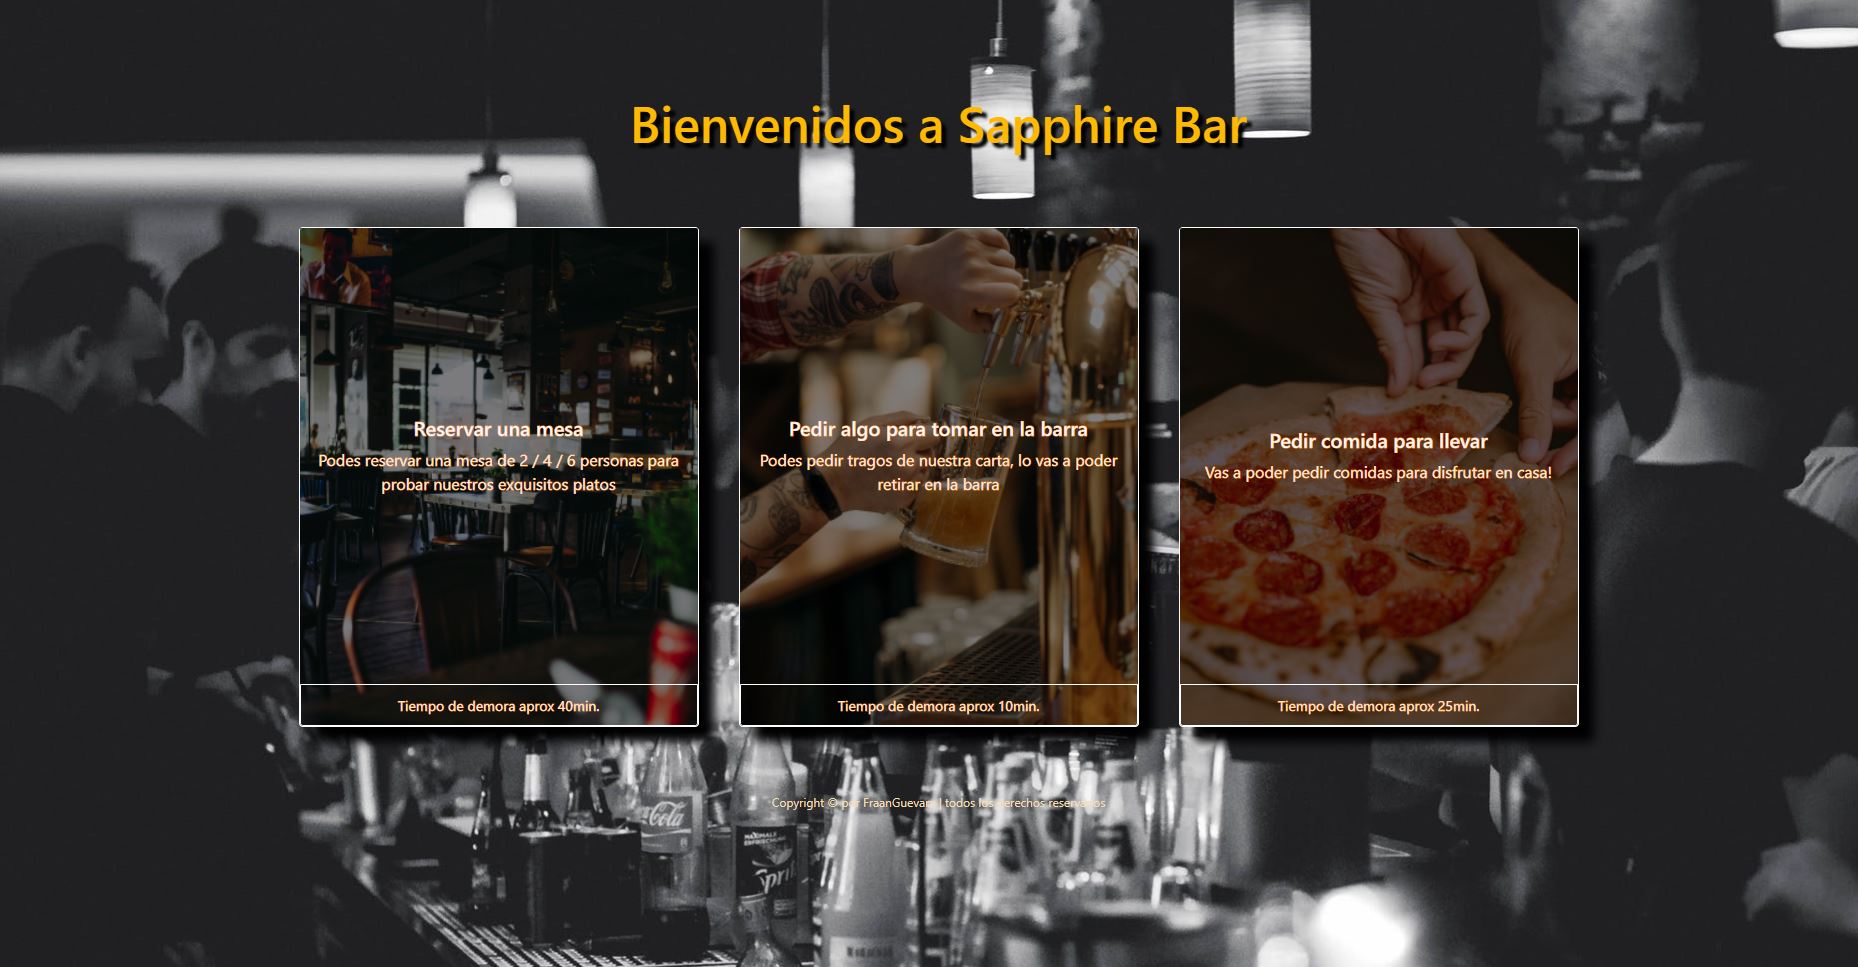 Bienvenidos a Sapphire Bar
Reservar una mesa
Podes reservar una mesa de 2 / 4 / 6 personas para
probar nuestros exquisitos platos
Tiempo de demora aprox 40min.
Pedir algo para tomar en la barra
Podes pedir tragos de nuestra carta, lo vas a poder
retirar en la barra
Tiempo de demora aprox 10min.
Pedir comida para llevar
Vas a poder pedir comidas para disfrutar en casa!
Tiempo de demora aprox 25min.
Copyright © por FraanGuevara | todos los derechos reservados
Cola